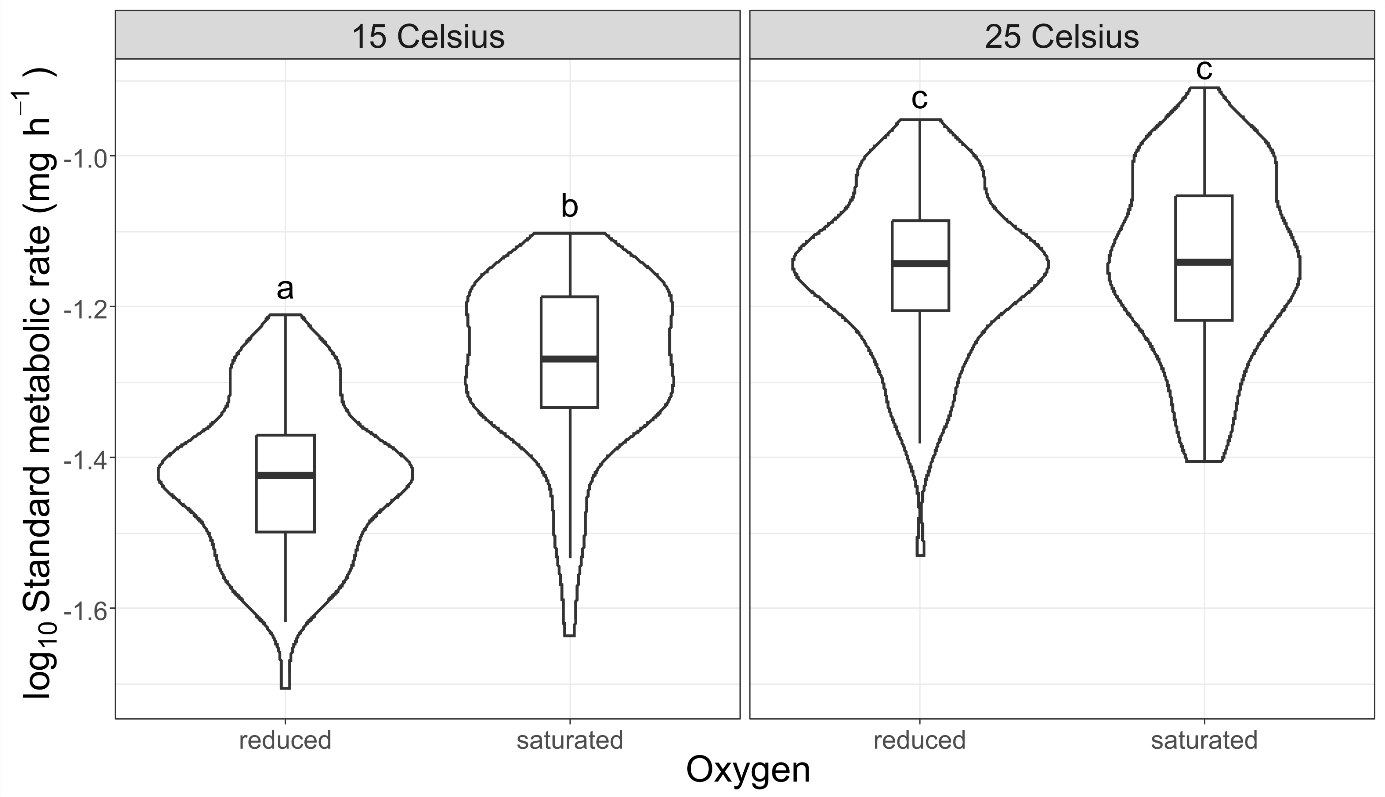 15 Celsius
25 Celsius
log₁₀ Standard metabolic rate (mg h⁻¹)
-1.0
-1.2
-1.4
-1.6
a
b
c
c
reduced
saturated
reduced
saturated
Oxygen